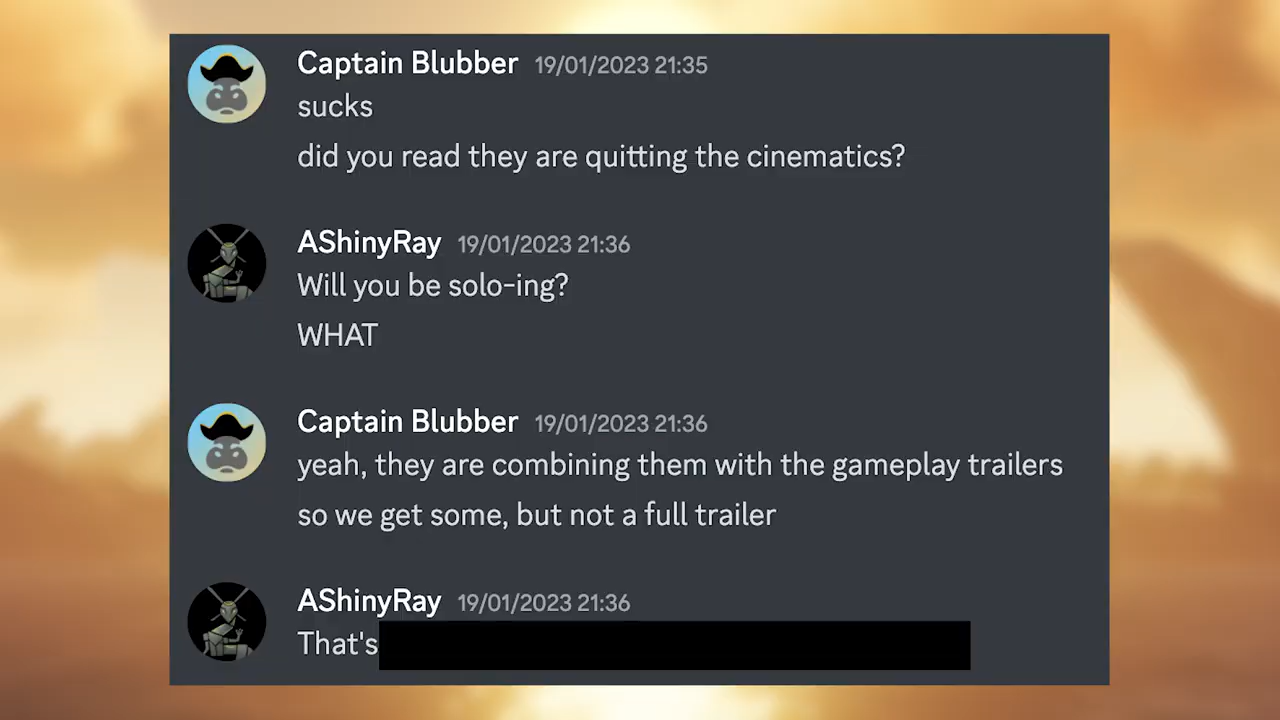 Captain Blubber 19/01/2023 21:35
sucks
did you read they are quitting the cinematics?
AShinyRay 19/01/2023 21:36
Will you be solo-ing?
WHAT
Captain Blubber 19/01/2023 21:36
yeah, they are combining them with the gameplay trailers
so we get some, but not a full trailer
AShinyRay 19/01/2023 21:36
That's